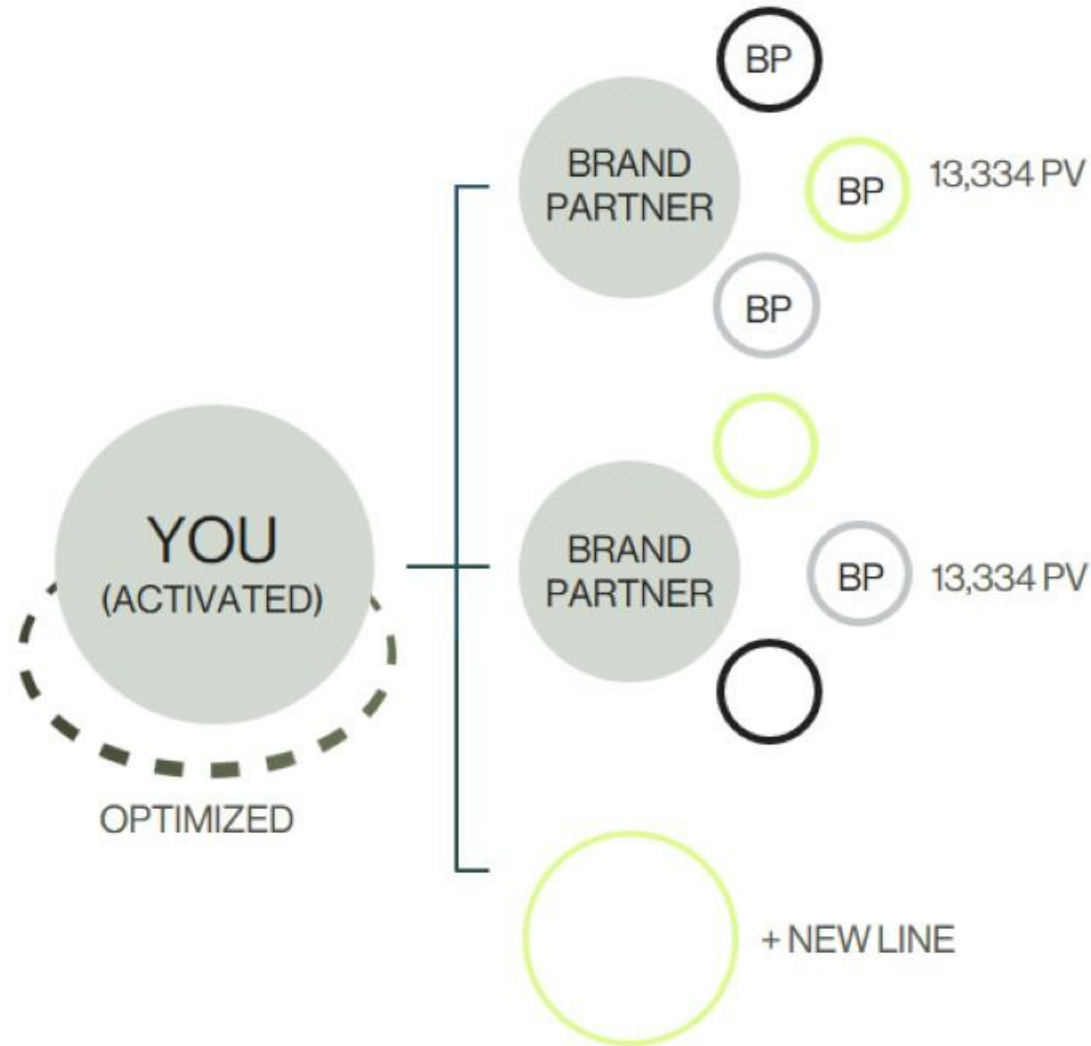 BP
BRAND
PARTNER
BP
13,334 PV
BP
YOU
(ACTIVATED)
BRAND
PARTNER
BP
13,334 PV
OPTIMIZED
+ NEW LINE